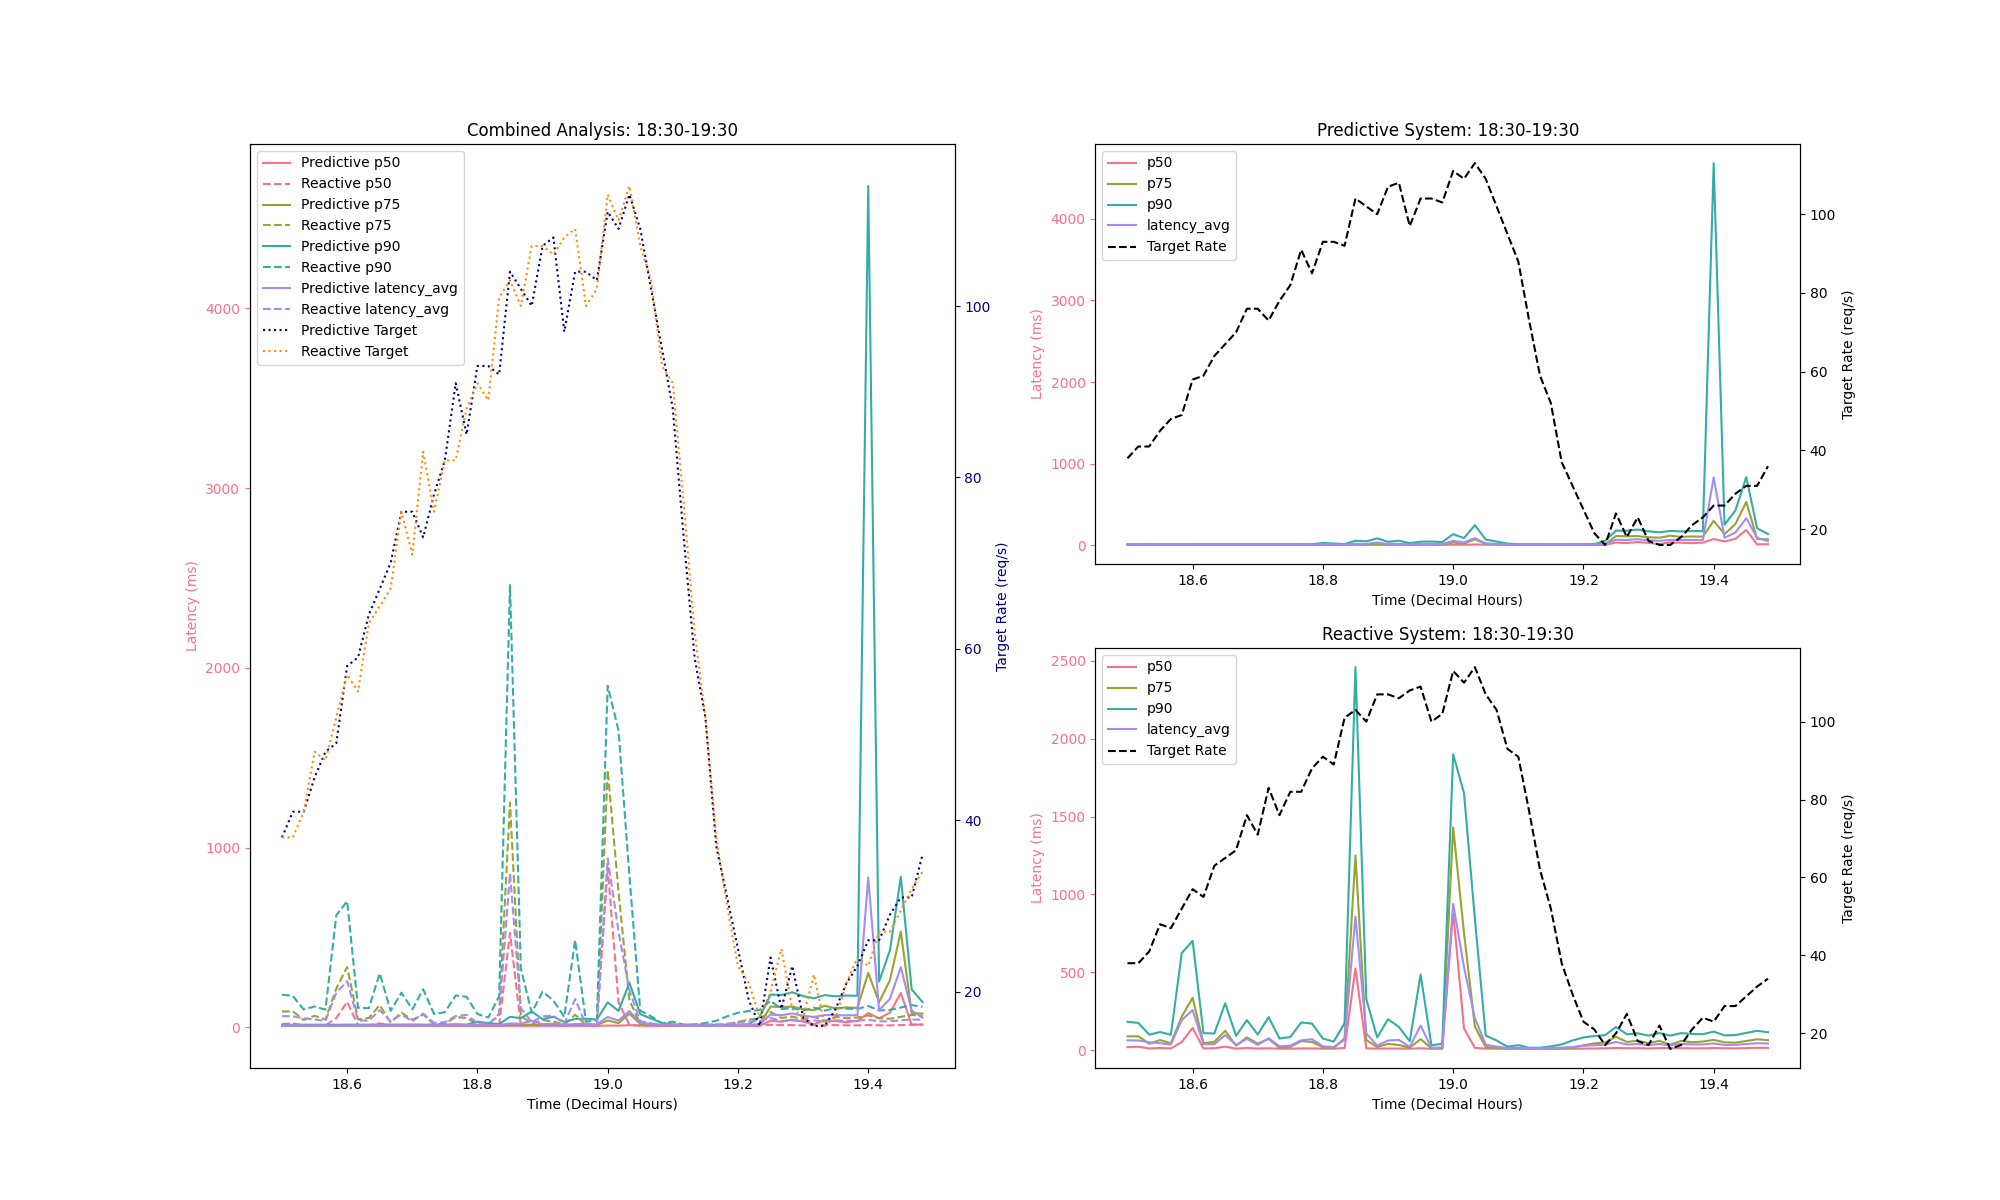 Combined Analysis: 18:30-19:30
Predictive p50
Reactive p50
Predictive p75
Reactive p75
Predictive p90
Reactive p90
Predictive latency_avg
Reactive latency_avg
Predictive Target
Reactive Target
4000
3000
2000
1000
0
Latency (ms)
100
80
60
40
20
Target Rate (req/s)
18.6 18.8 19.0 19.2 19.4
Time (Decimal Hours)
Predictive System: 18:30-19:30
p50
p75
p90
latency_avg
Target Rate
4000
3000
2000
1000
0
Latency (ms)
100
80
60
40
20
Target Rate (req/s)
18.6 18.8 19.0 19.2 19.4
Time (Decimal Hours)
Reactive System: 18:30-19:30
p50
p75
p90
latency_avg
Target Rate
2500
2000
1500
1000
500
0
Latency (ms)
100
80
60
40
20
Target Rate (req/s)
18.6 18.8 19.0 19.2 19.4
Time (Decimal Hours)